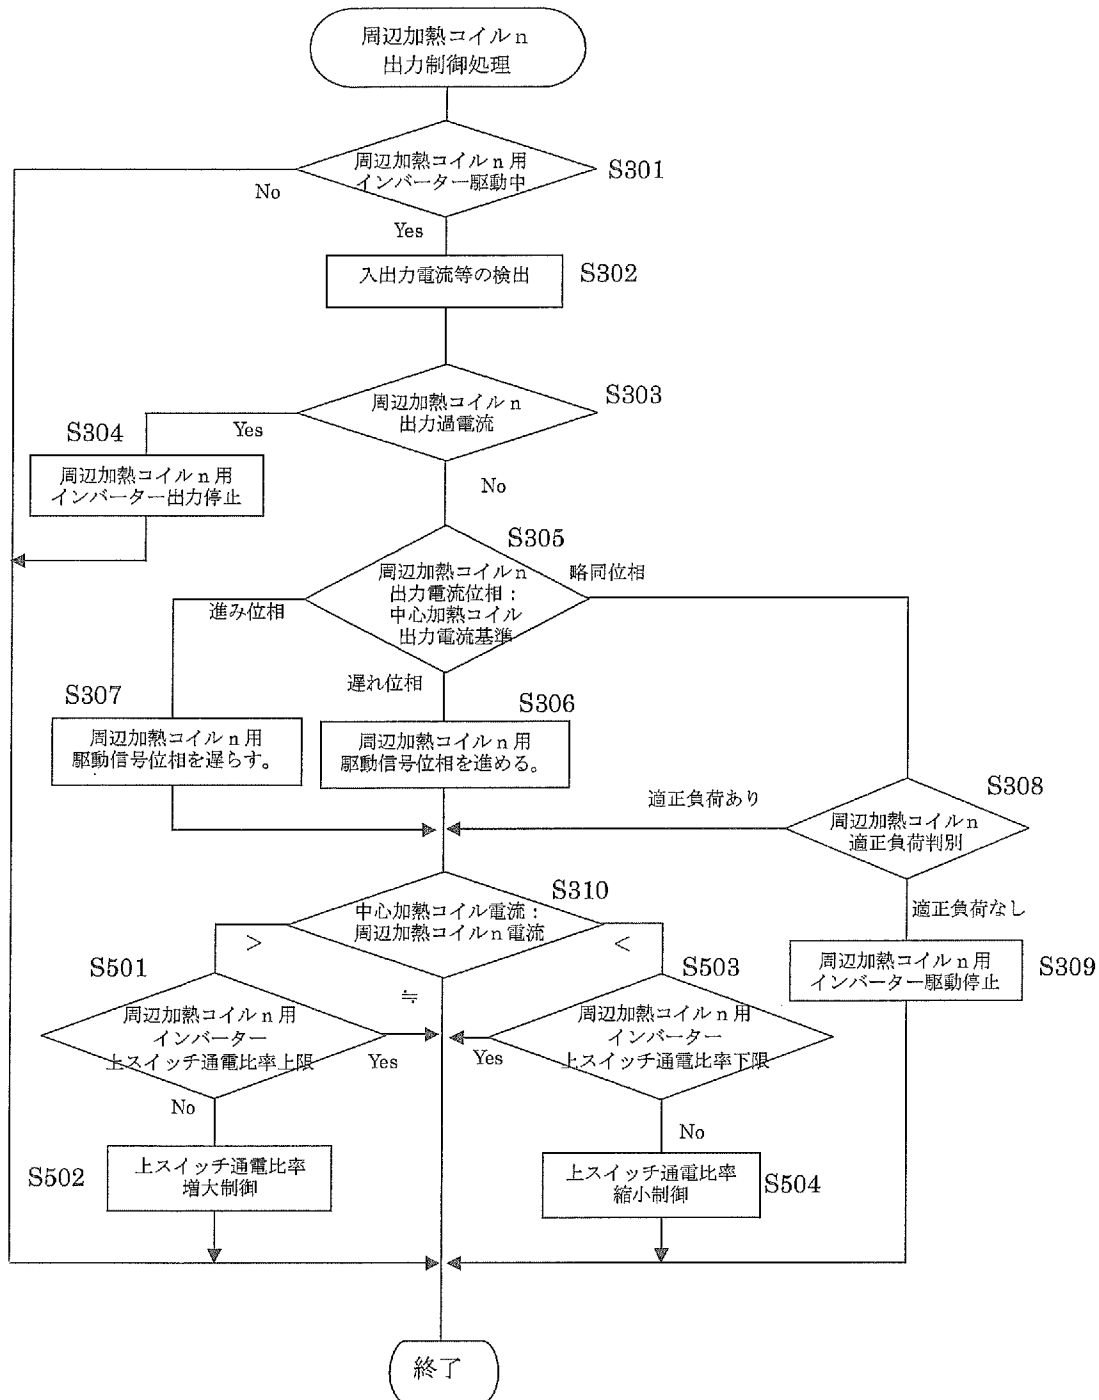 周辺加熱コイルn
出力制御処理
周辺加熱コイルn用
インバーター駆動中
S301
No
Yes
入出力電流等の検出
S302
周辺加熱コイルn
出力過電流
S303
Yes
S304
周辺加熱コイルn用
インバーター出力停止
No
S305
周辺加熱コイルn
出力電流位相：
中心加熱コイル
出力電流基準
略同位相
進み位相
遅れ位相
S307
周辺加熱コイルn用
駆動信号位相を遅らす。
S306
周辺加熱コイルn用
駆動信号位相を進める。
適正負荷あり
S308
周辺加熱コイルn
適正負荷判別
適正負荷なし
S310
中心加熱コイル電流：
周辺加熱コイルn電流
＞
＜
≒
周辺加熱コイルn用
インバーター駆動停止
S309
S501
周辺加熱コイルn用
インバーター
上スイッチ通電比率上限
Yes
No
S503
周辺加熱コイルn用
インバーター
上スイッチ通電比率下限
Yes
No
S502
上スイッチ通電比率
増大制御
上スイッチ通電比率
縮小制御
S504
終了